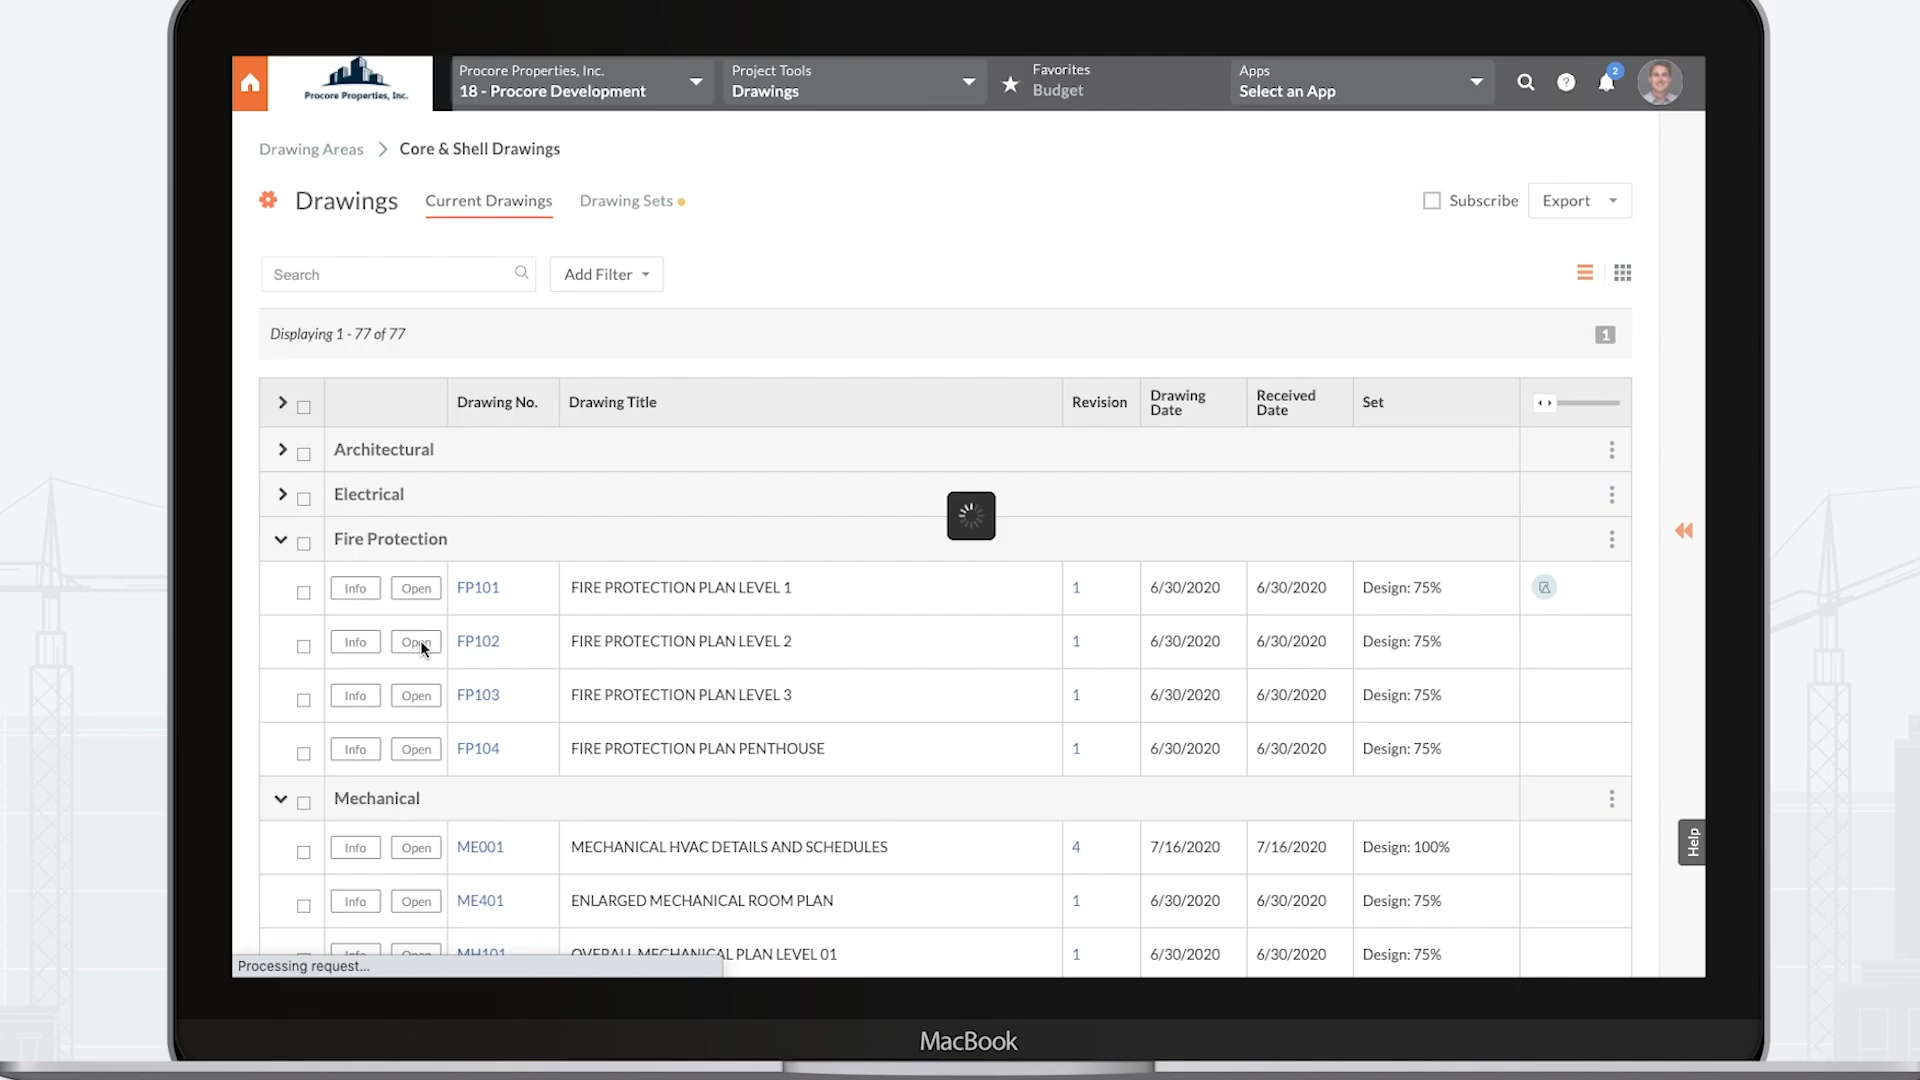 Procore Properties, Inc.
Procore Properties, Inc.
18 - Procore Development
Project Tools
Drawings
Favorites
Budget
Apps
Select an App
2
Drawing Areas > Core & Shell Drawings
Drawings Current Drawings Drawing Sets
Subscribe Export
Search Add Filter
Displaying 1 - 77 of 77 1
Drawing No. Drawing Title Revision Drawing Date Received Date Set
Architectural
Electrical
Fire Protection
Info Open FP101 FIRE PROTECTION PLAN LEVEL 1 1 6/30/2020 6/30/2020 Design: 75%
Info Open FP102 FIRE PROTECTION PLAN LEVEL 2 1 6/30/2020 6/30/2020 Design: 75%
Info Open FP103 FIRE PROTECTION PLAN LEVEL 3 1 6/30/2020 6/30/2020 Design: 75%
Info Open FP104 FIRE PROTECTION PLAN PENTHOUSE 1 6/30/2020 6/30/2020 Design: 75%
Mechanical
Info Open ME001 MECHANICAL HVAC DETAILS AND SCHEDULES 4 7/16/2020 7/16/2020 Design: 100%
Info Open ME401 ENLARGED MECHANICAL ROOM PLAN 1 6/30/2020 6/30/2020 Design: 75%
Info Open MH101 OVERALL MECHANICAL PLAN LEVEL 01 1 6/30/2020 6/30/2020 Design: 75%
Help
Processing request...
MacBook